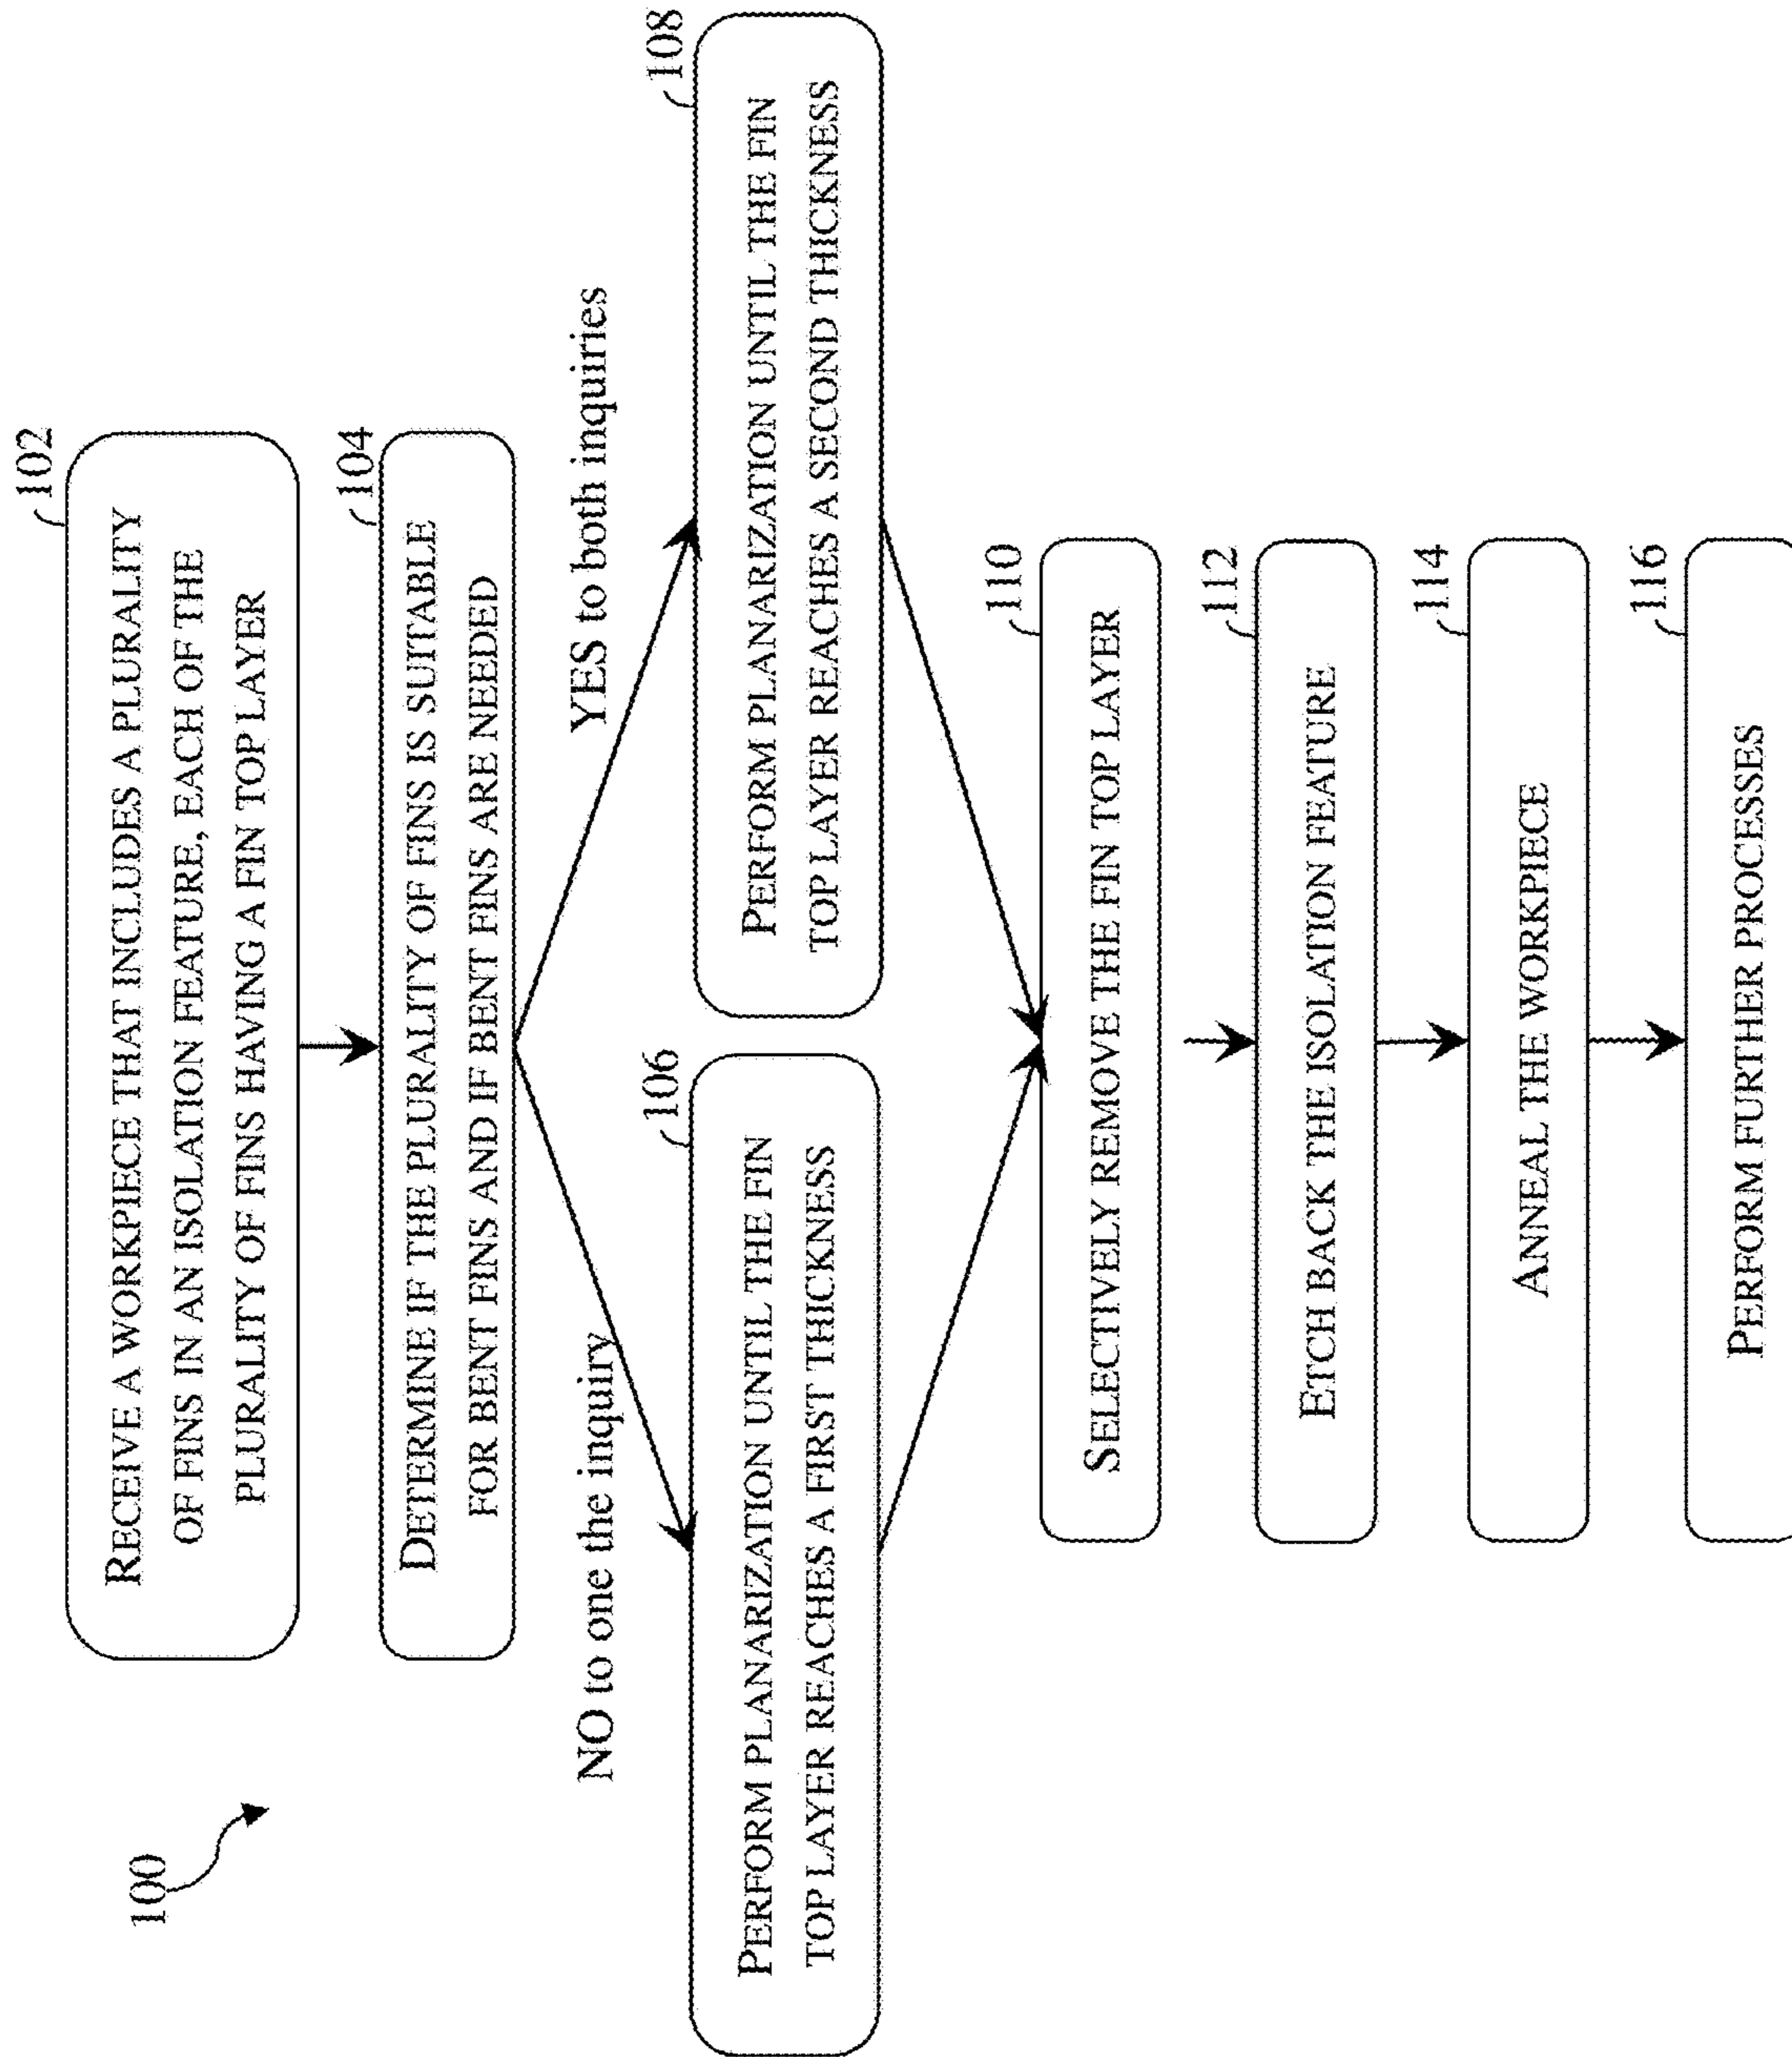 100
102
RECEIVE A WORKPIECE THAT INCLUDES A PLURALITY
OF FINS IN AN ISOLATION FEATURE, EACH OF THE
PLURALITY OF FINS HAVING A FIN TOP LAYER
104
DETERMINE IF THE PLURALITY OF FINS IS SUITABLE
FOR BENT FINS AND IF BENT FINS ARE NEEDED
NO to one the inquiry
YES to both inquiries
106
PERFORM PLANARIZATION UNTIL THE FIN
TOP LAYER REACHES A FIRST THICKNESS
108
PERFORM PLANARIZATION UNTIL THE FIN
TOP LAYER REACHES A SECOND THICKNESS
110
SELECTIVELY REMOVE THE FIN TOP LAYER
112
ETCH BACK THE ISOLATION FEATURE
114
ANNEAL THE WORKPIECE
116
PERFORM FURTHER PROCESSES